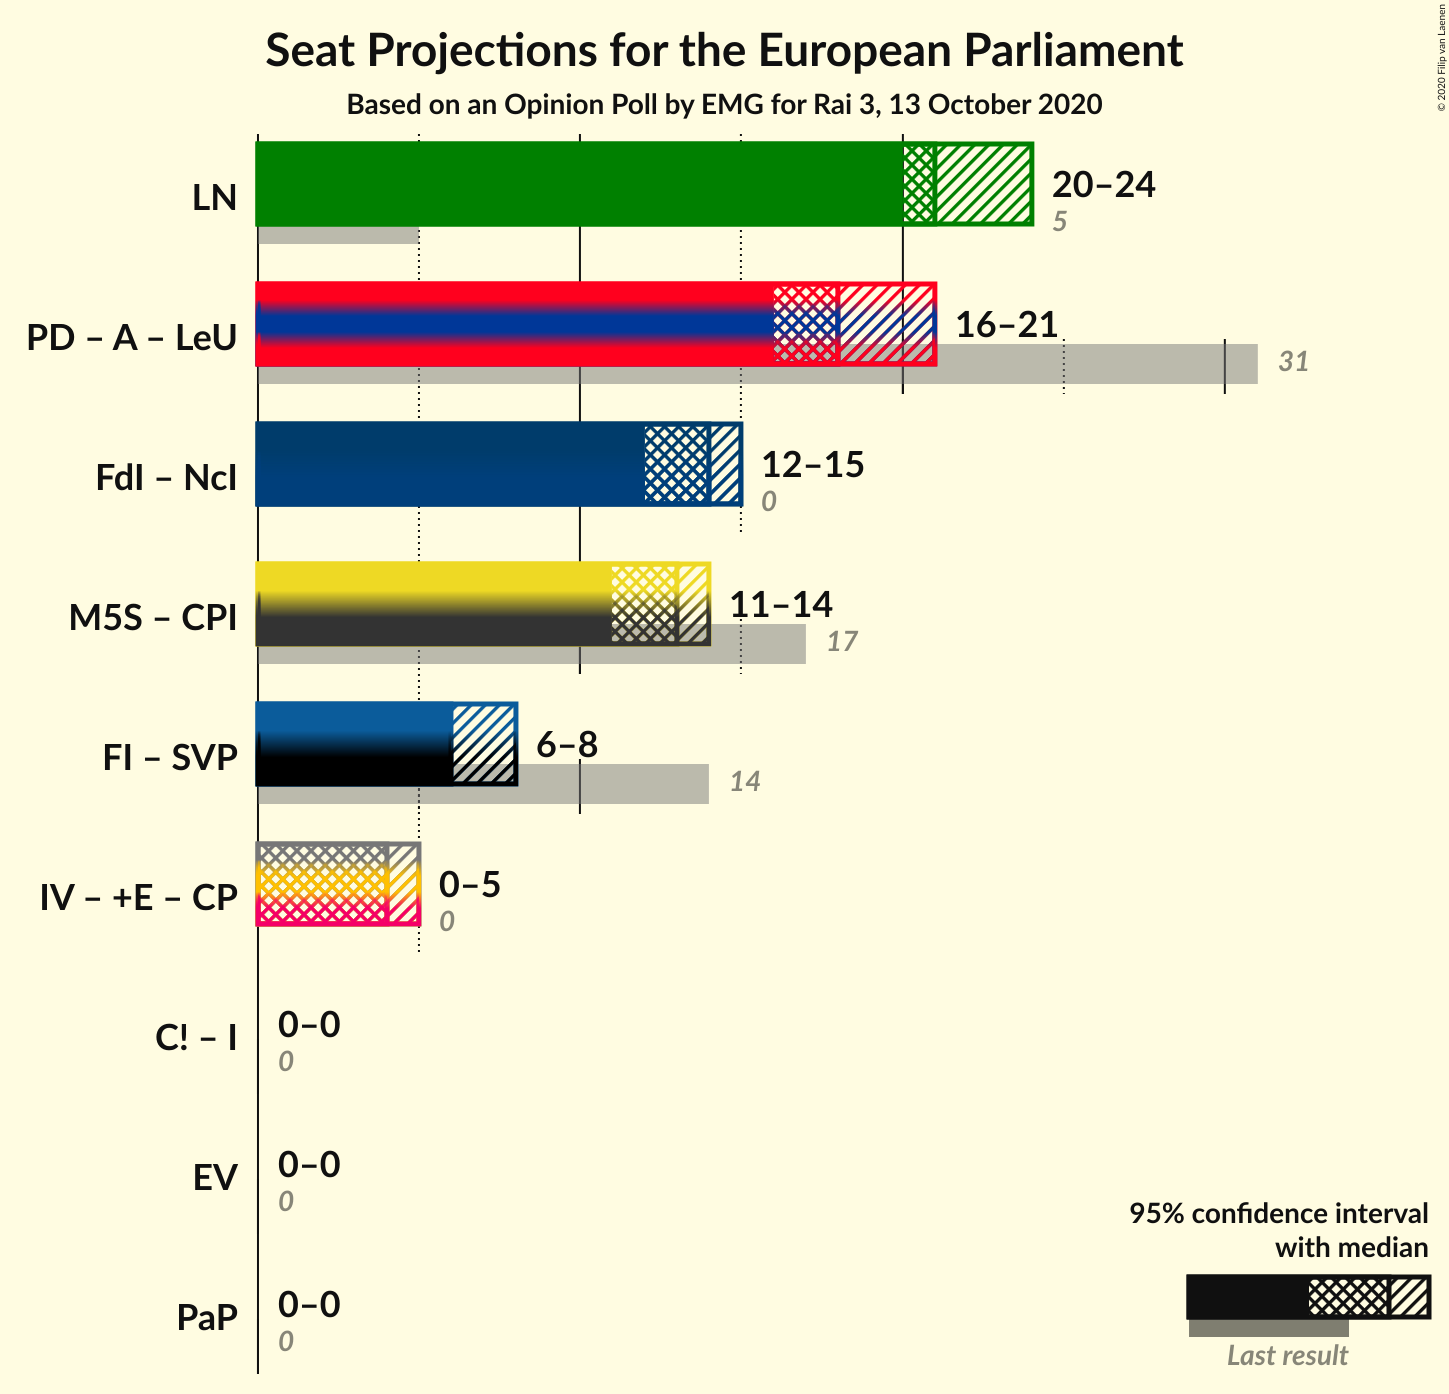 Seat Projections for the European Parliament
Based on an Opinion Poll by EMG for Rai 3, 13 October 2020
© 2020 Filip van Laenen
LN
20–24
5
PD – A – LeU
16–21
31
FdI – NcI
12–15
0
M5S – CPI
11–14
17
FI – SVP
6–8
14
IV – +E – CP
0–5
0
C! – I
0–0
0
EV
0–0
0
PaP
0–0
0
95% confidence interval
with median
Last result